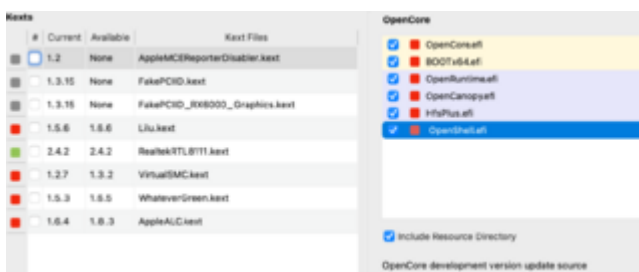 Kexts
# Current Available Kext Files
1.2 None AppleMCEReporterDisabler.kext
1.3.15 None FakePCIID.kext
1.3.15 None FakePCIID_RX6000_Graphics.kext
1.5.6 1.6.6 Lilu.kext
2.4.2 2.4.2 RealtekRTL8111.kext
1.2.7 1.3.2 VirtualSMC.kext
1.5.3 1.6.5 WhateverGreen.kext
1.6.4 1.8.3 AppleALC.kext
OpenCore
OpenCore.efi
BOOTx64.efi
OpenRuntime.efi
OpenCanopy.efi
HfsPlus.efi
OpenShell.efi
Include Resource Directory
OpenCore development version update source